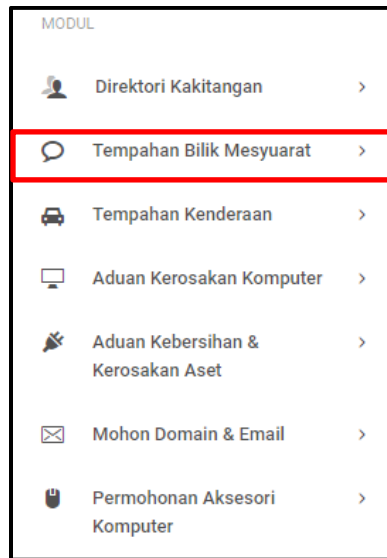 MODUL
Direktori Kakitangan
Tempahan Bilik Mesyuarat
Tempahan Kenderaan
Aduan Kerosakan Komputer
Aduan Kebersihan &
Kerosakan Aset
Mohon Domain & Email
Permohonan Aksesori
Komputer